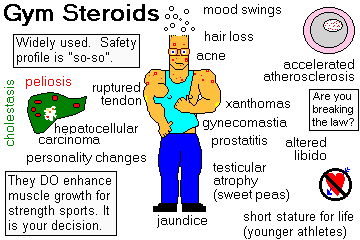 Gym Steroids
mood swings
Widely used. Safety
profile is "so-so".
hair loss
acne
accelerated
atherosclerosis
cholestasis
peliosis
ruptured
tendon
xanthomas
Are you
breaking
the law?
gynecomastia
hepatocellular
carcinoma
prostatitis
altered
libido
personality changes
They DO enhance
muscle growth for
strength sports. It
is your decision.
testicular
atrophy
(sweet peas)
jaundice
short stature for life
(younger athletes)